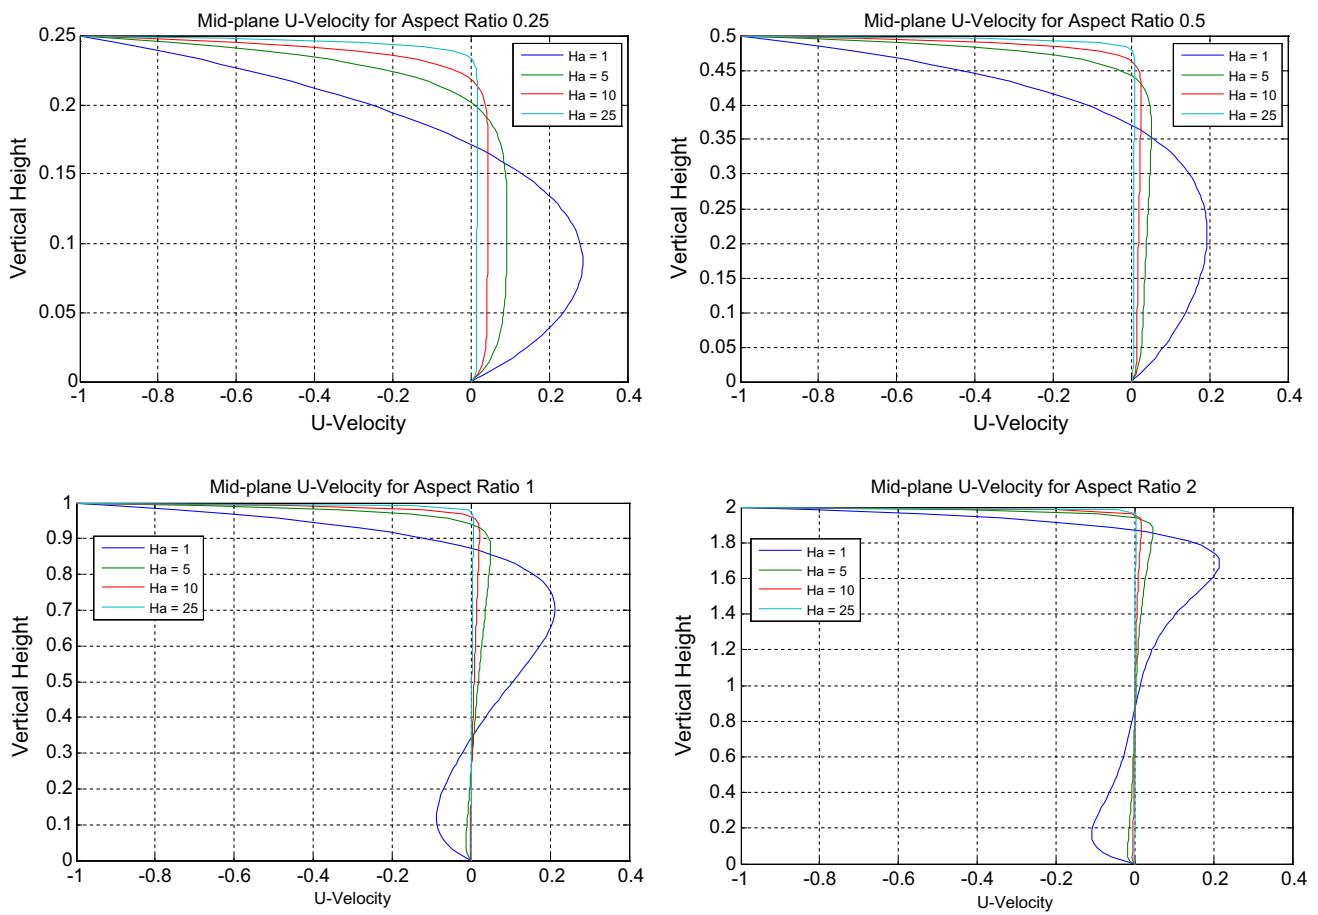 Mid-plane U-Velocity for Aspect Ratio 0.25
0.25
0.2
0.15
0.1
0.05
0
Vertical Height
Ha = 1
Ha = 5
Ha = 10
Ha = 25
-1 -0.8 -0.6 -0.4 -0.2 0 0.2 0.4
U-Velocity
Mid-plane U-Velocity for Aspect Ratio 0.5
0.5
0.45
0.4
0.35
0.3
0.25
0.2
0.15
0.1
0.05
0
Vertical Height
Ha = 1
Ha = 5
Ha = 10
Ha = 25
-1 -0.8 -0.6 -0.4 -0.2 0 0.2 0.4
U-Velocity
Mid-plane U-Velocity for Aspect Ratio 1
1
0.9
0.8
0.7
0.6
0.5
0.4
0.3
0.2
0.1
0
Vertical Height
Ha = 1
Ha = 5
Ha = 10
Ha = 25
-1 -0.8 -0.6 -0.4 -0.2 0 0.2 0.4
U-Velocity
Mid-plane U-Velocity for Aspect Ratio 2
2
1.8
1.6
1.4
1.2
1
0.8
0.6
0.4
0.2
0
Vertical Height
Ha = 1
Ha = 5
Ha = 10
Ha = 25
-1 -0.8 -0.6 -0.4 -0.2 0 0.2 0.4
U-Velocity